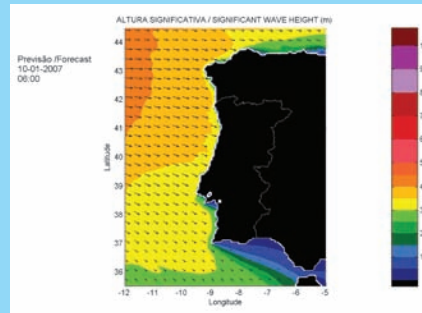 ALTURA SIGNIFICATIVA / SIGNIFICANT WAVE HEIGHT (m)
Previsão /Forecast
10-01-2007
06:00
Latitude
44
43
42
41
40
39
38
37
36
-12 -11 -10 -9 -8 -7 -6 -5
Longitude